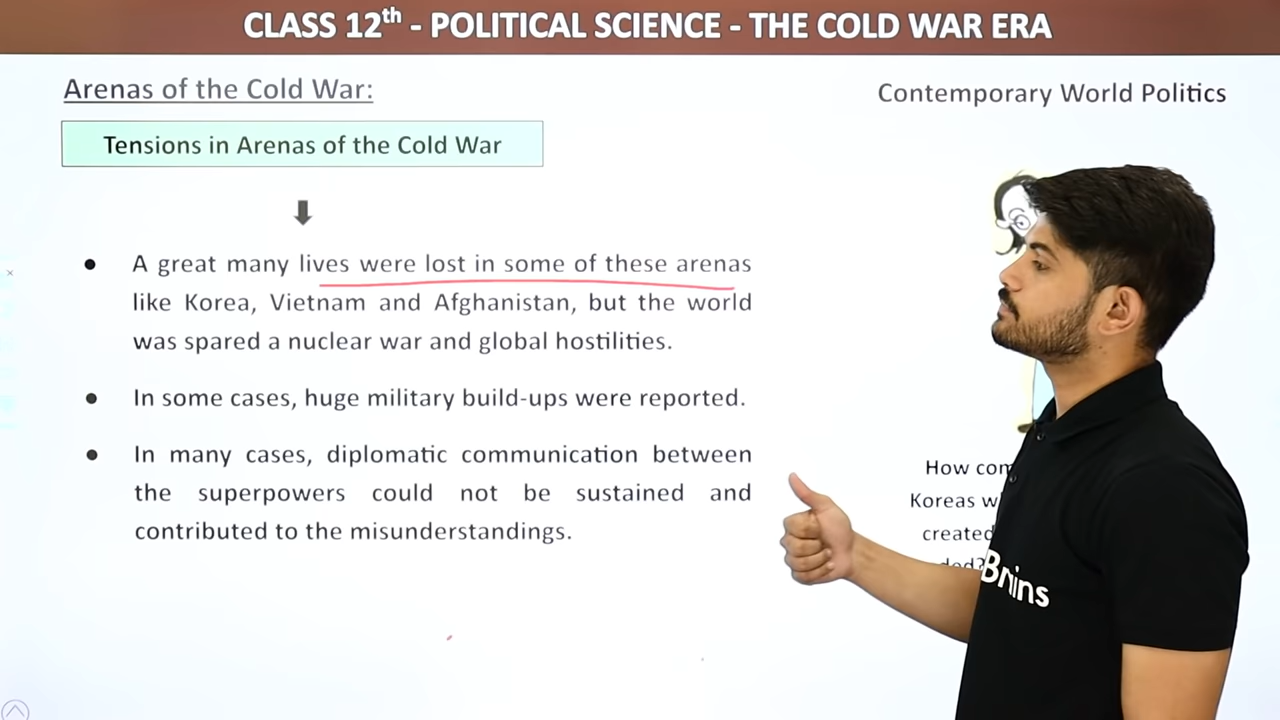 CLASS 12th - POLITICAL SCIENCE - THE COLD WAR ERA
Arenas of the Cold War:
Contemporary World Politics
Tensions in Arenas of the Cold War
• A great many lives were lost in some of these arenas
like Korea, Vietnam and Afghanistan, but the world
was spared a nuclear war and global hostilities.
• In some cases, huge military build-ups were reported.
• In many cases, diplomatic communication between
the superpowers could not be sustained and
contributed to the misunderstandings.
How
Koreas
created
Brains